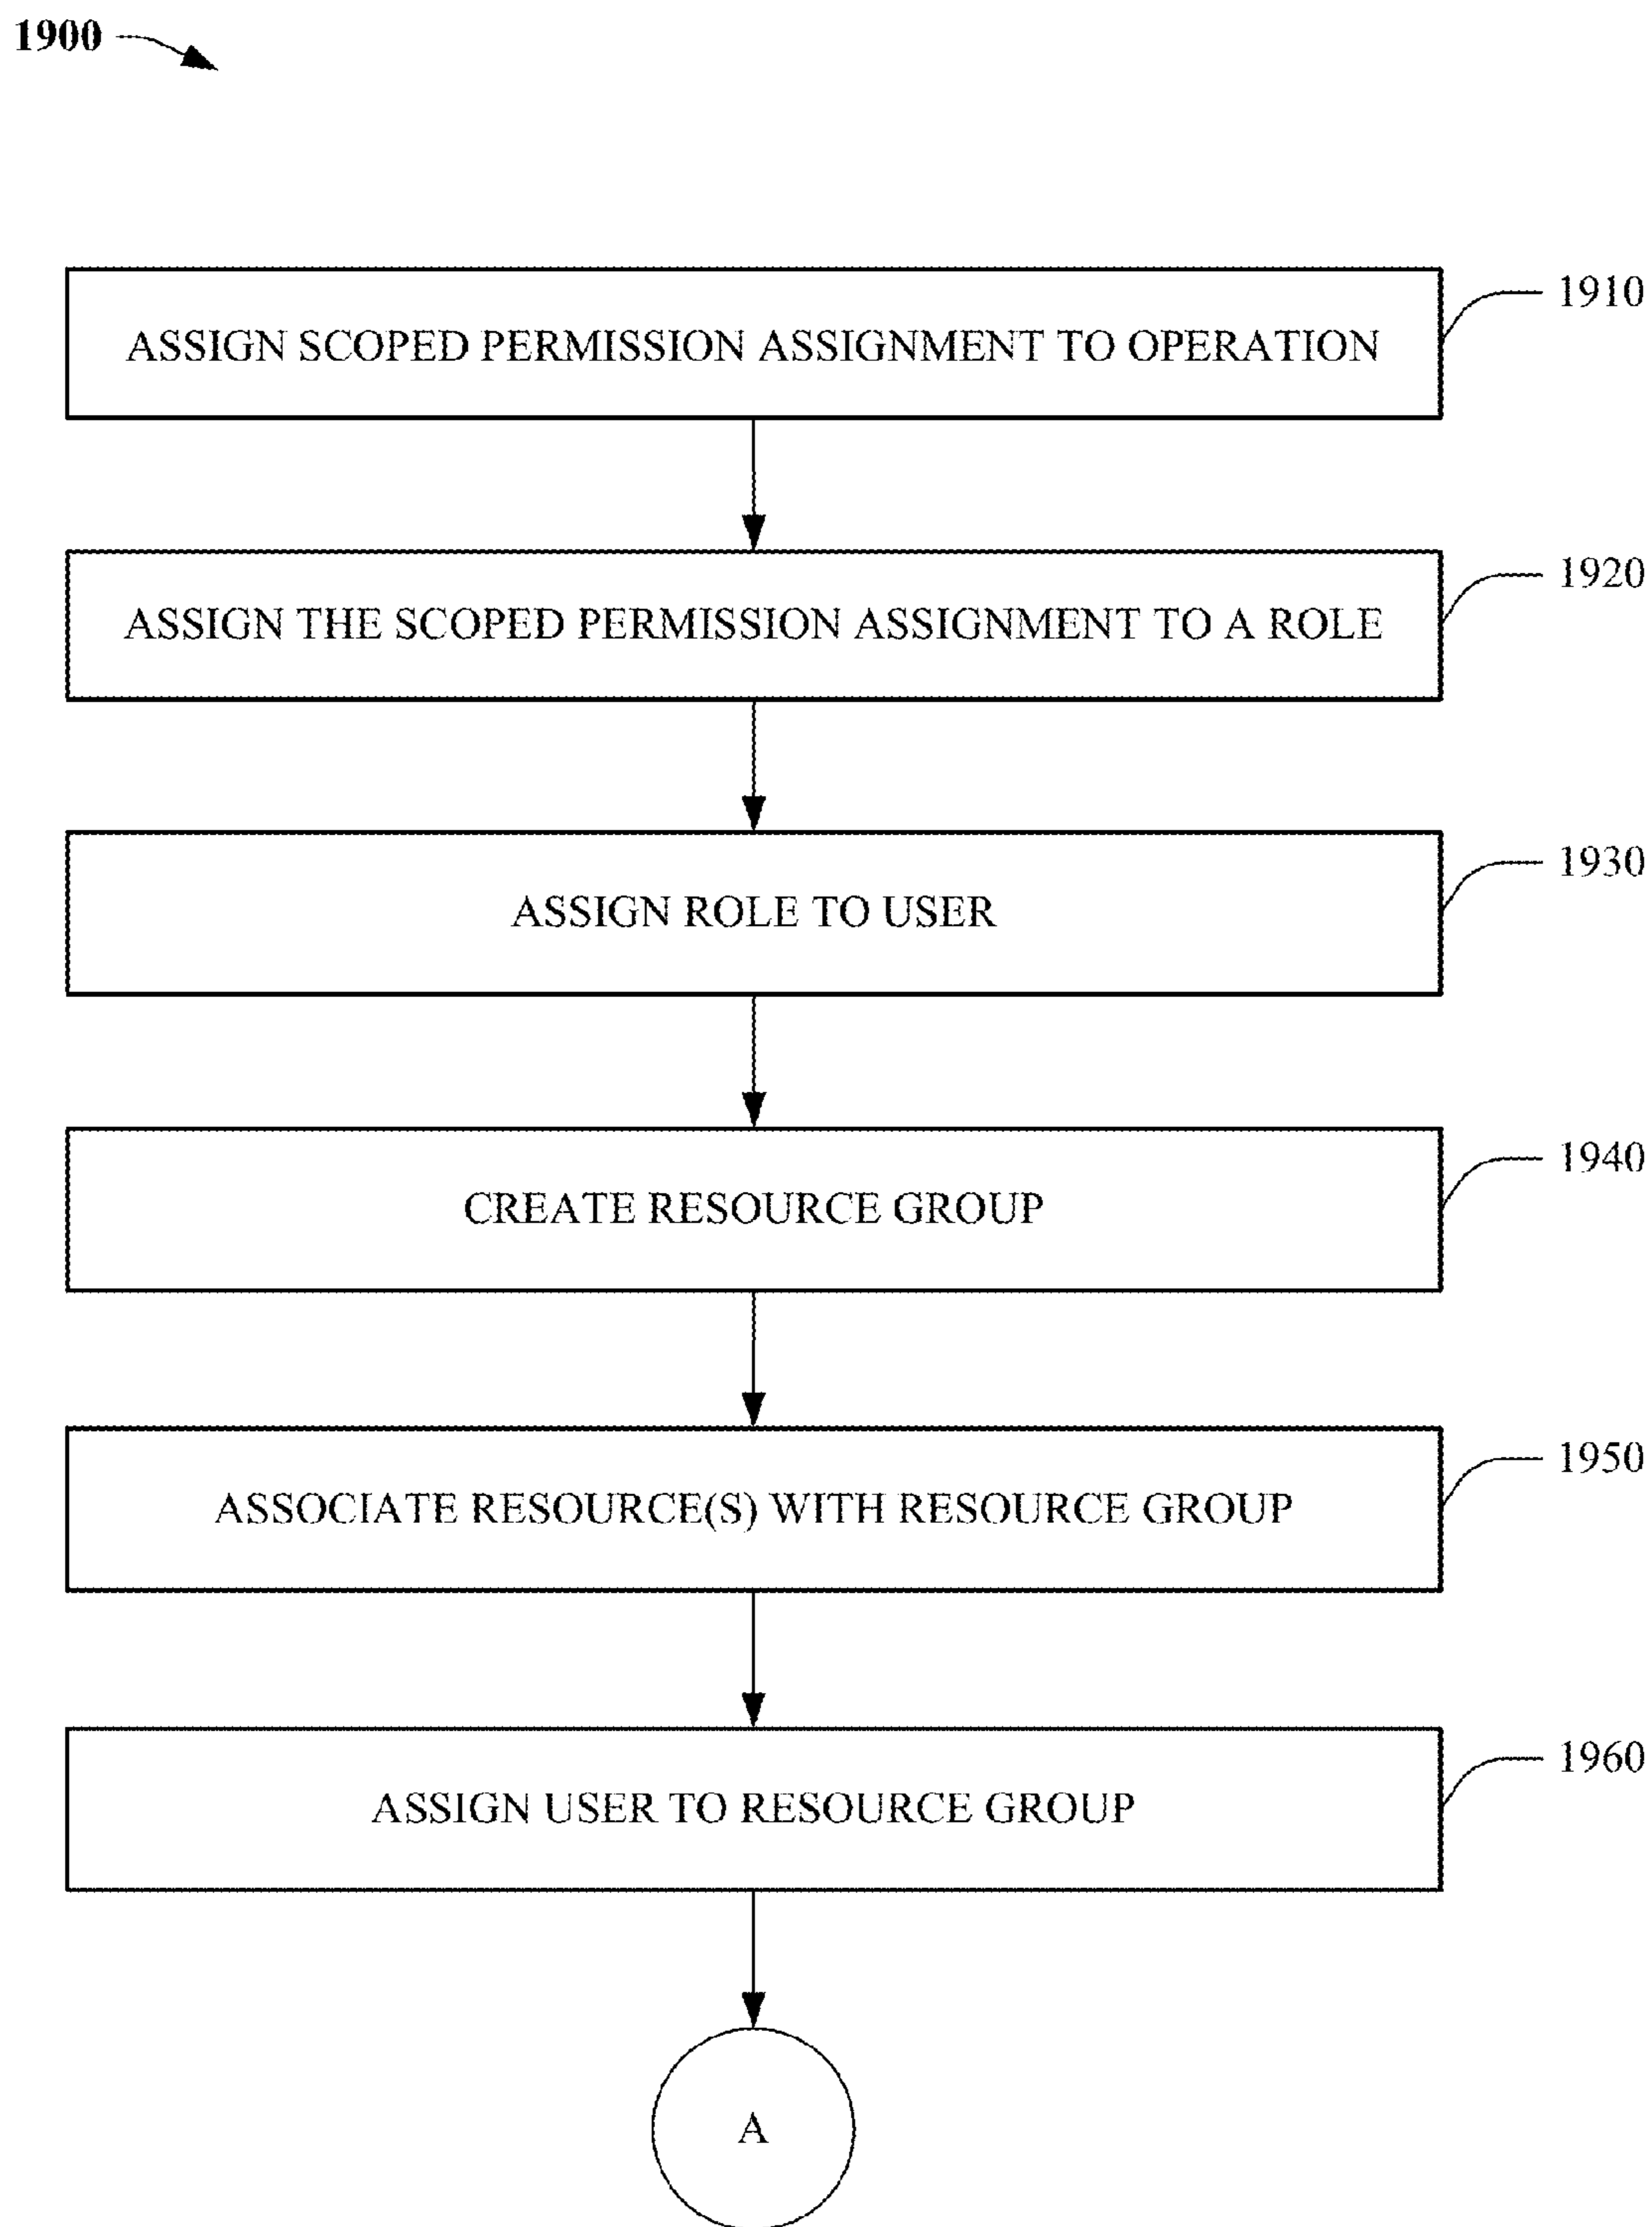 1900
ASSIGN SCOPED PERMISSION ASSIGNMENT TO OPERATION
1910
ASSIGN THE SCOPED PERMISSION ASSIGNMENT TO A ROLE
1920
ASSIGN ROLE TO USER
1930
CREATE RESOURCE GROUP
1940
ASSOCIATE RESOURCE(S) WITH RESOURCE GROUP
1950
ASSIGN USER TO RESOURCE GROUP
1960
A